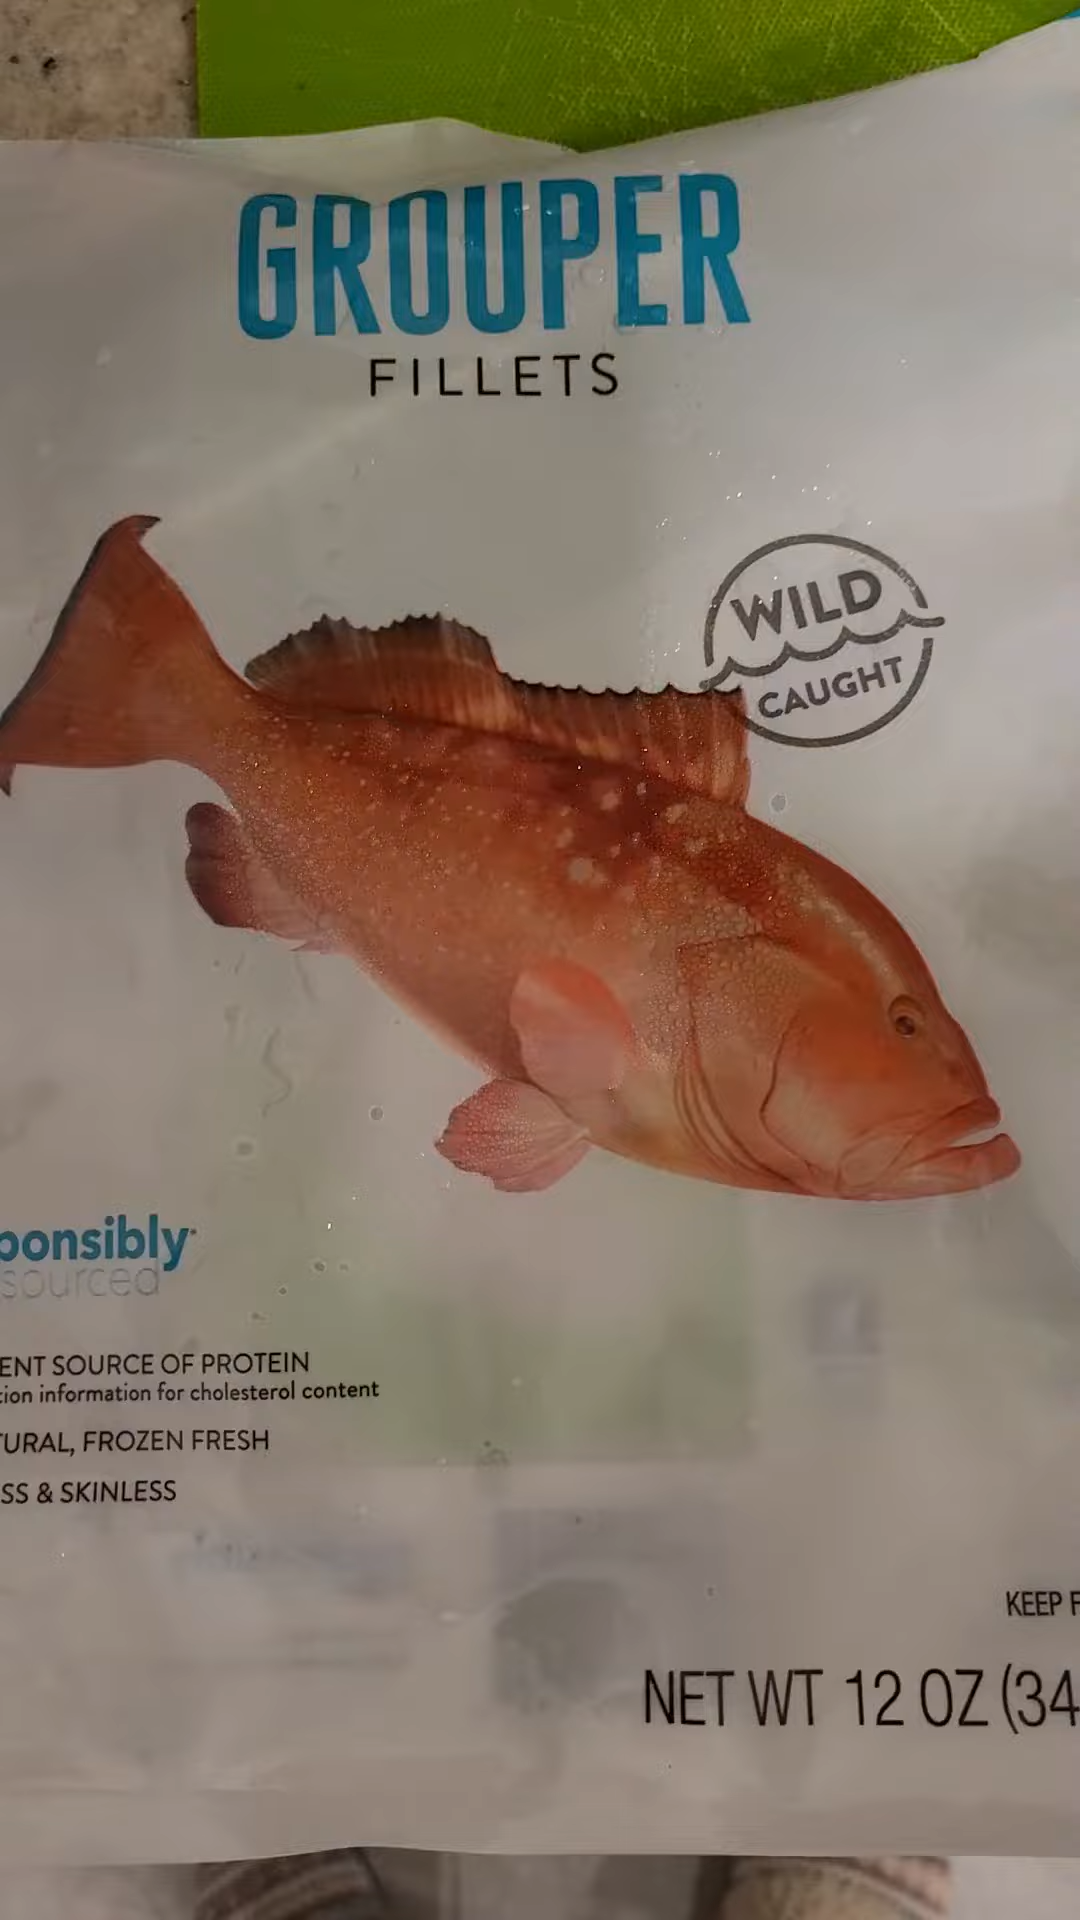 GROUPER
FILLETS
WILD
CAUGHT
ponsibly
sourced
ENT SOURCE OF PROTEIN
tion information for cholesterol content
TURAL, FROZEN FRESH
SS & SKINLESS
KEEP F
NET WT 12 OZ (34